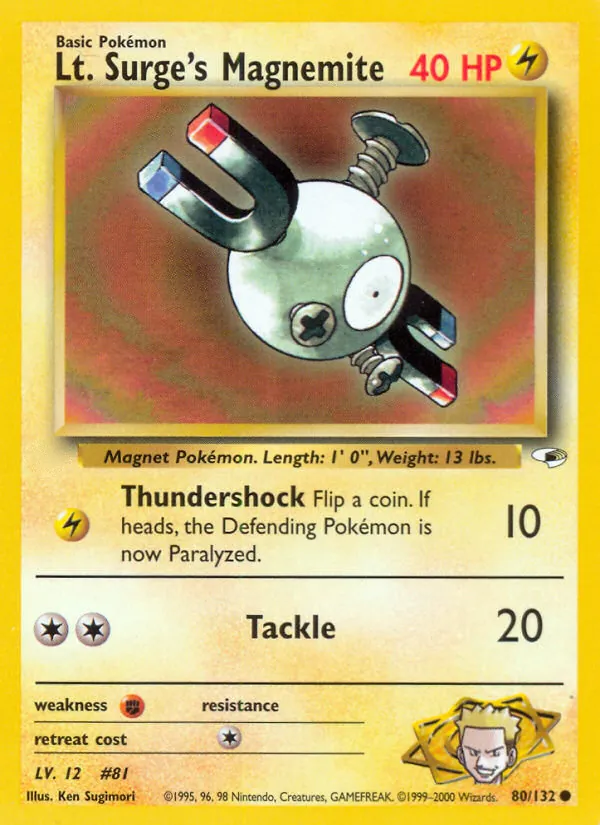 Basic Pokémon
Lt. Surge's Magnemite 40 HP
Magnet Pokémon. Length: 1' 0", Weight: 13 lbs.
Thundershock Flip a coin. If
heads, the Defending Pokémon is
now Paralyzed.
10
Tackle 20
weakness resistance
retreat cost
LV. 12 #81
Illus. Ken Sugimori ©1995, 96, 98 Nintendo, Creatures, GAMEFREAK. ©1999-2000 Wizards. 80/132